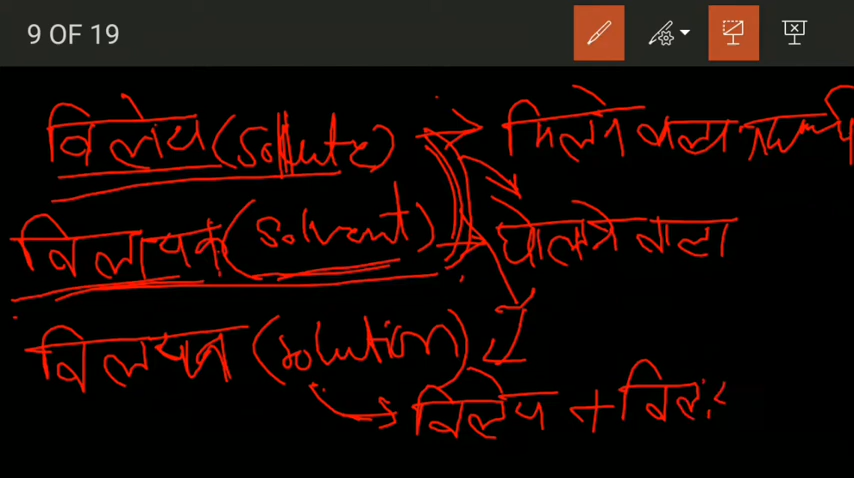 9 OF 19
विलेय (Solute) → मिलने वाला
विलायक (Solvent) → घोलने वाला
विलयन (Solution)
→ विलेय +